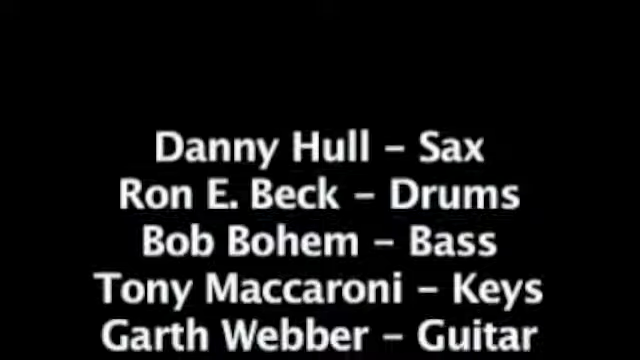 Danny Hull – Sax
Ron E. Beck – Drums
Bob Bohem – Bass
Tony Maccaroni – Keys
Garth Webber – Guitar